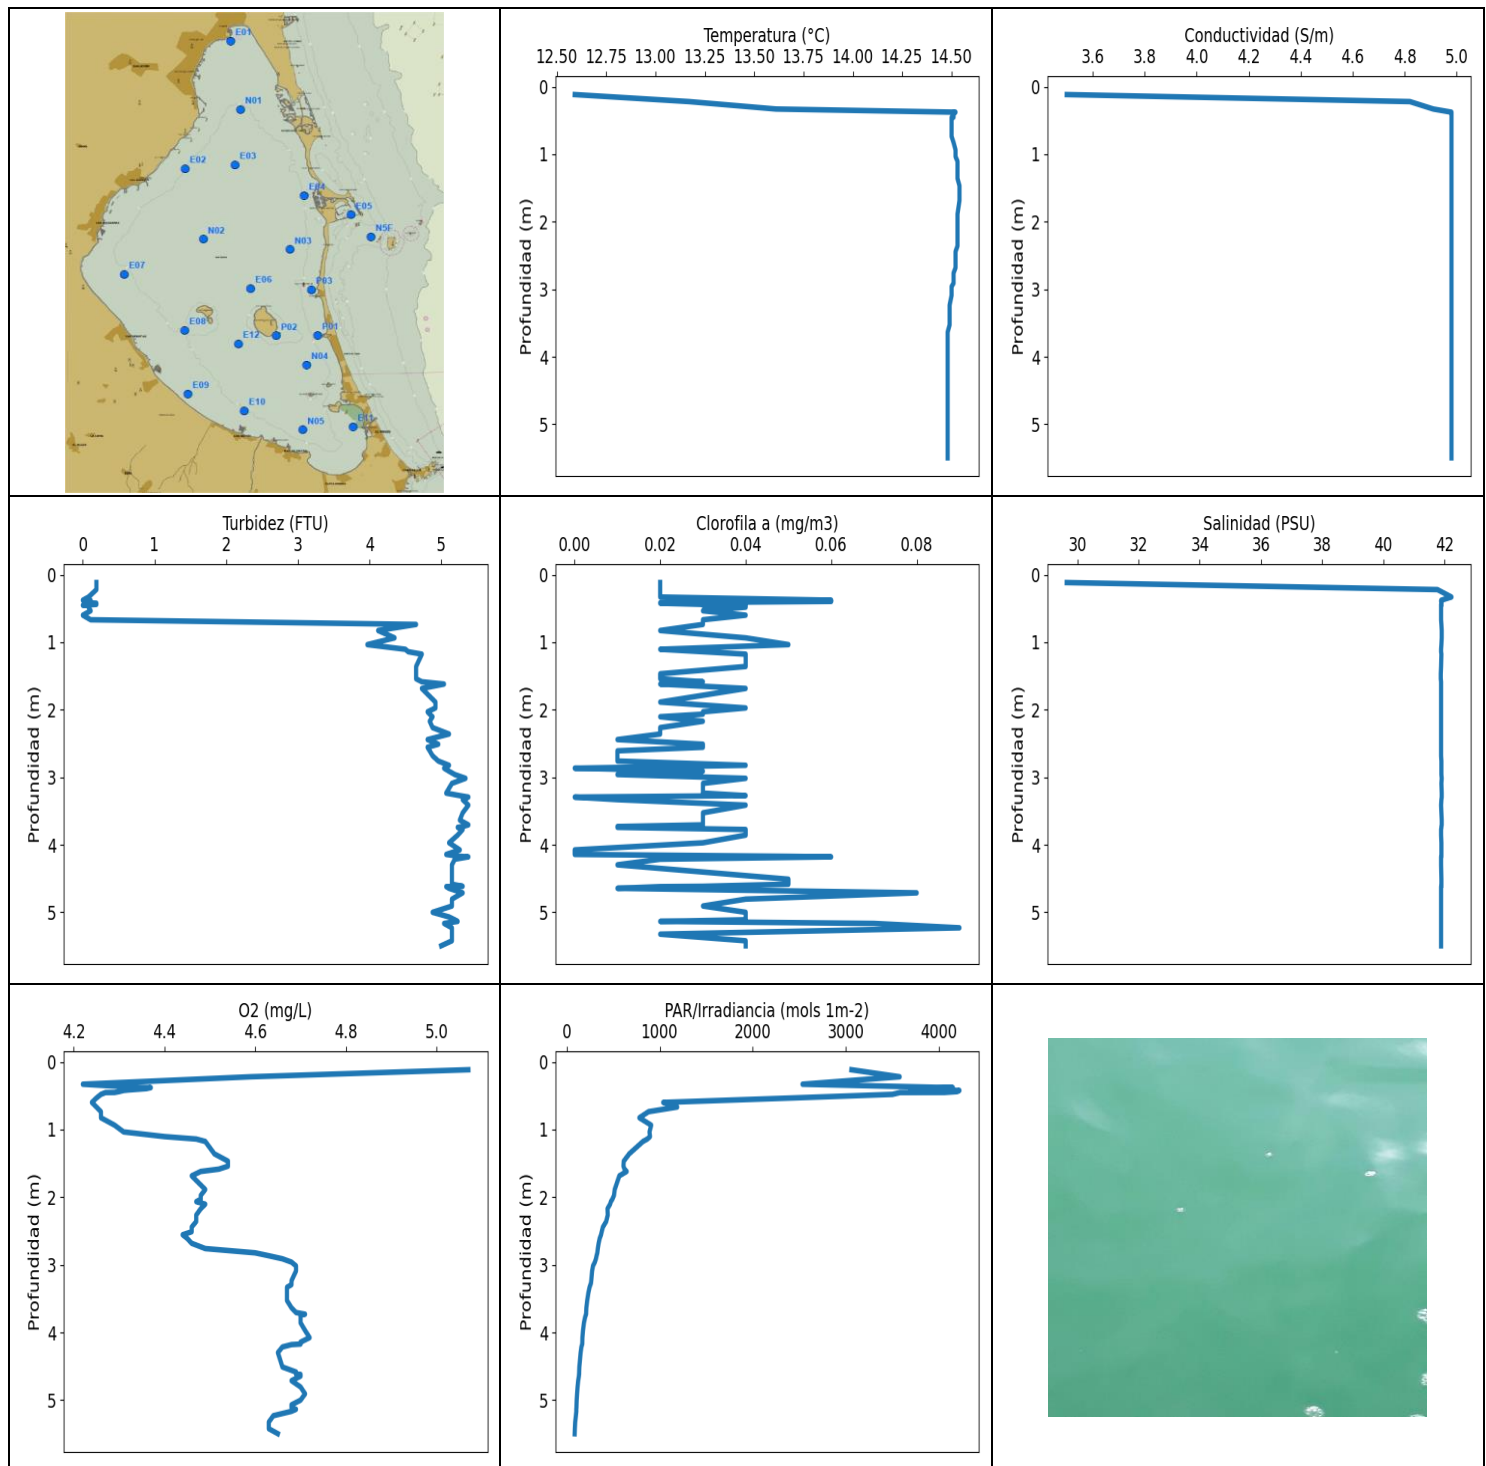 E01
N01
E02
E03
E04
E05
N5F
N02
N03
E07
E06
P03
E08
P02
P01
E12
N04
E09
E10
N05
E11
Temperatura (°C)
12.50 12.75 13.00 13.25 13.50 13.75 14.00 14.25 14.50
0
1
2
3
4
5
Profundidad (m)
Conductividad (S/m)
3.6 3.8 4.0 4.2 4.4 4.6 4.8 5.0
0
1
2
3
4
5
Profundidad (m)
Turbidez (FTU)
0 1 2 3 4 5
0
1
2
3
4
5
Profundidad (m)
Clorofila a (mg/m3)
0.00 0.02 0.04 0.06 0.08
0
1
2
3
4
5
Profundidad (m)
Salinidad (PSU)
30 32 34 36 38 40 42
0
1
2
3
4
5
Profundidad (m)
O2 (mg/L)
4.2 4.4 4.6 4.8 5.0
0
1
2
3
4
5
Profundidad (m)
PAR/Irradiancia (mols 1m-2)
0 1000 2000 3000 4000
0
1
2
3
4
5
Profundidad (m)